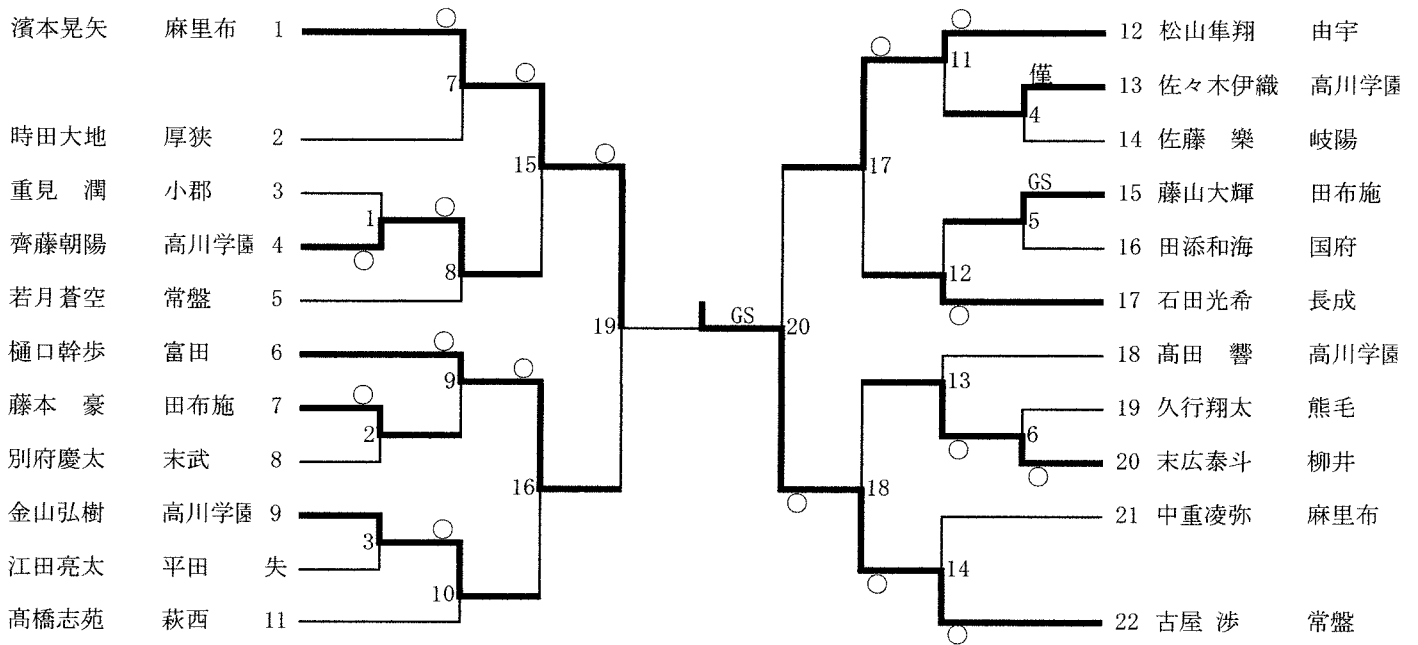 濱本晃矢 麻里布 1
時田大地 厚狭 2
重見 潤 小郡 3
齊藤朝陽 高川学園 4
若月蒼空 常盤 5
樋口幹歩 富田 6
藤本 豪 田布施 7
別府慶太 末武 8
金山弘樹 高川学園 9
江田亮太 平田 失
髙橋志苑 萩西 11
7
15
1
8
19
9
2
16
3
10
GS
20
11
僅
4
17
GS
5
12
13
6
18
14
12 松山隼翔 由宇
13 佐々木伊織 高川学園
14 佐藤 樂 岐陽
15 藤山大輝 田布施
16 田添和海 国府
17 石田光希 長成
18 髙田 響 高川学園
19 久行翔太 熊毛
20 末広泰斗 柳井
21 中重凌弥 麻里布
22 古屋 渉 常盤